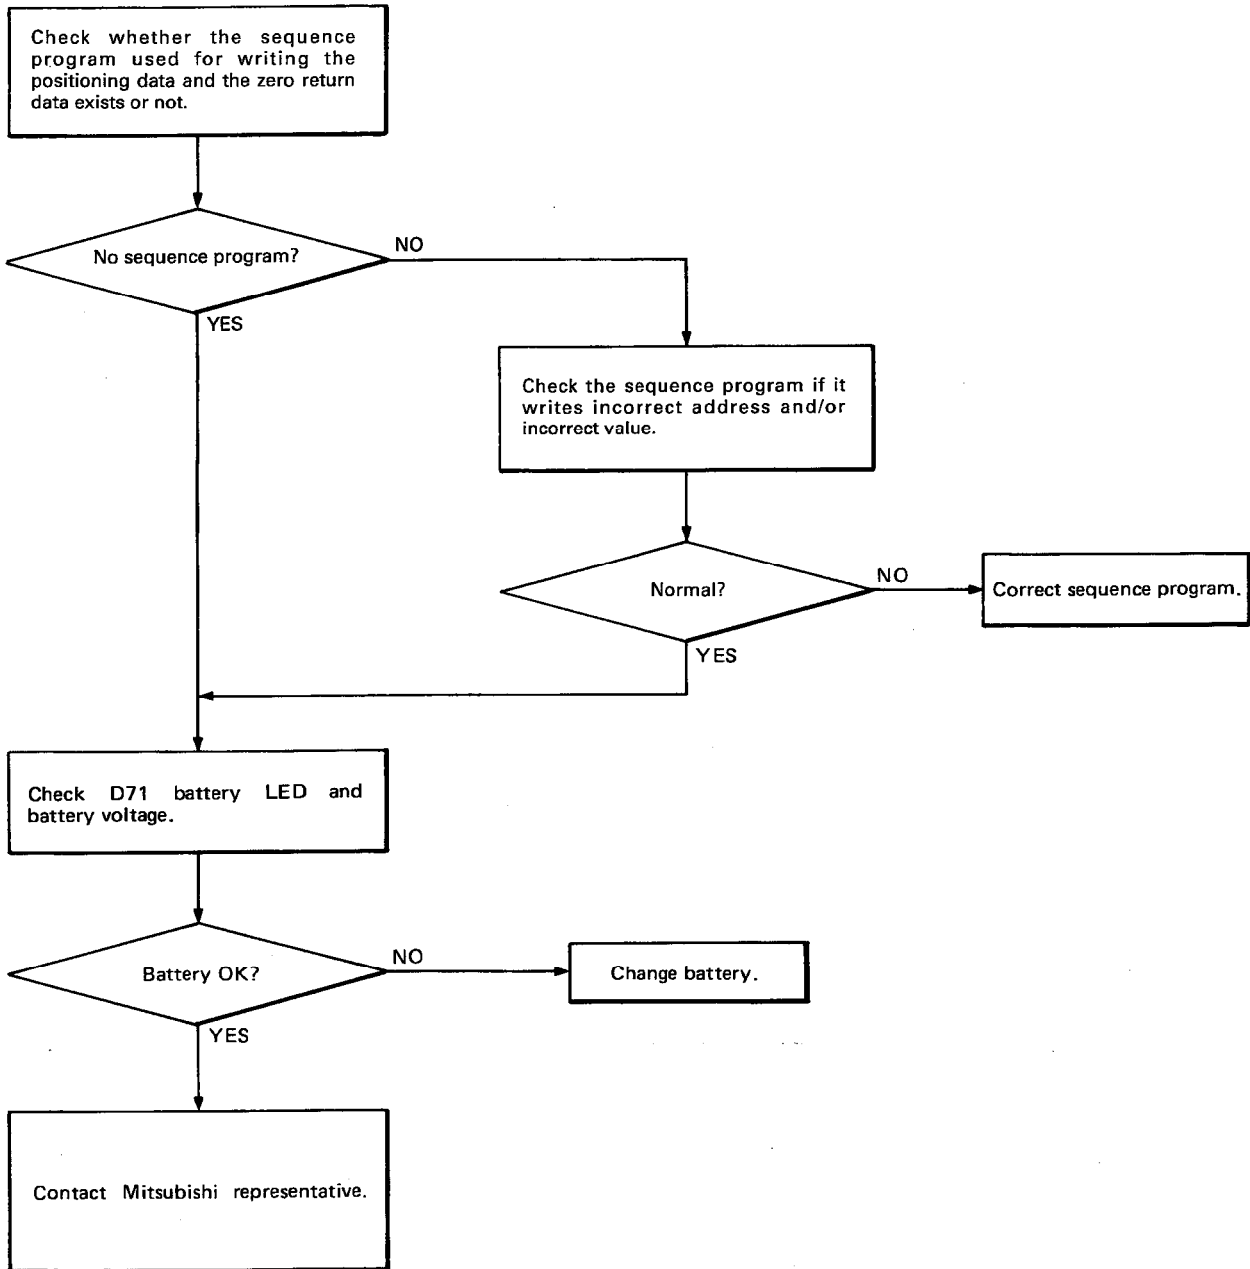 Check whether the sequence
program used for writing the
positioning data and the zero return
data exists or not.
No sequence program?
NO
YES
Check the sequence program if it
writes incorrect address and/or
incorrect value.
Normal?
NO
Correct sequence program.
YES
Check D71 battery LED and
battery voltage.
Battery OK?
NO
Change battery.
YES
Contact Mitsubishi representative.